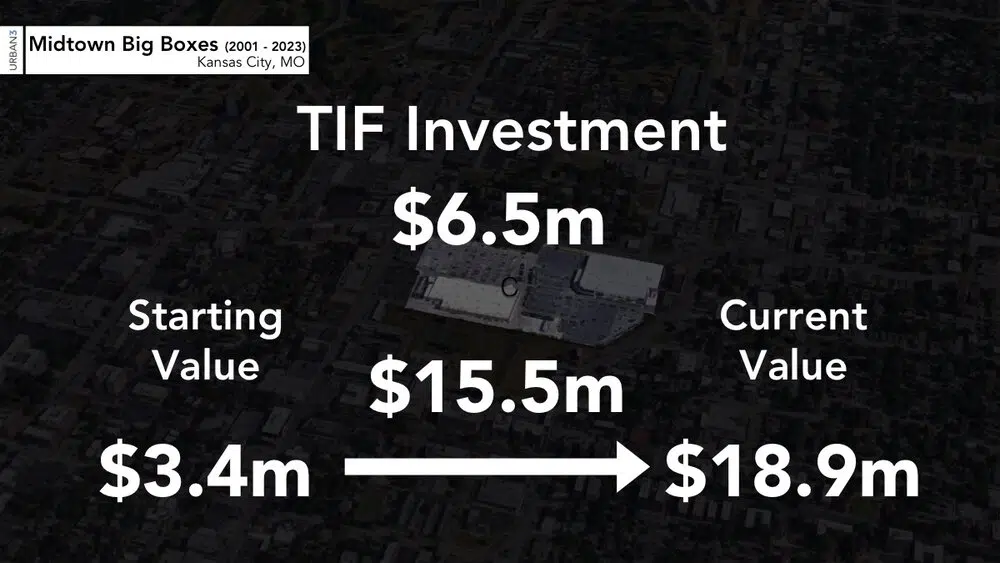 URBAN3
Midtown Big Boxes (2001 - 2023)
Kansas City, MO
TIF Investment
$6.5m
C
Starting
Value
Current
Value
$15.5m
$3.4m
$18.9m